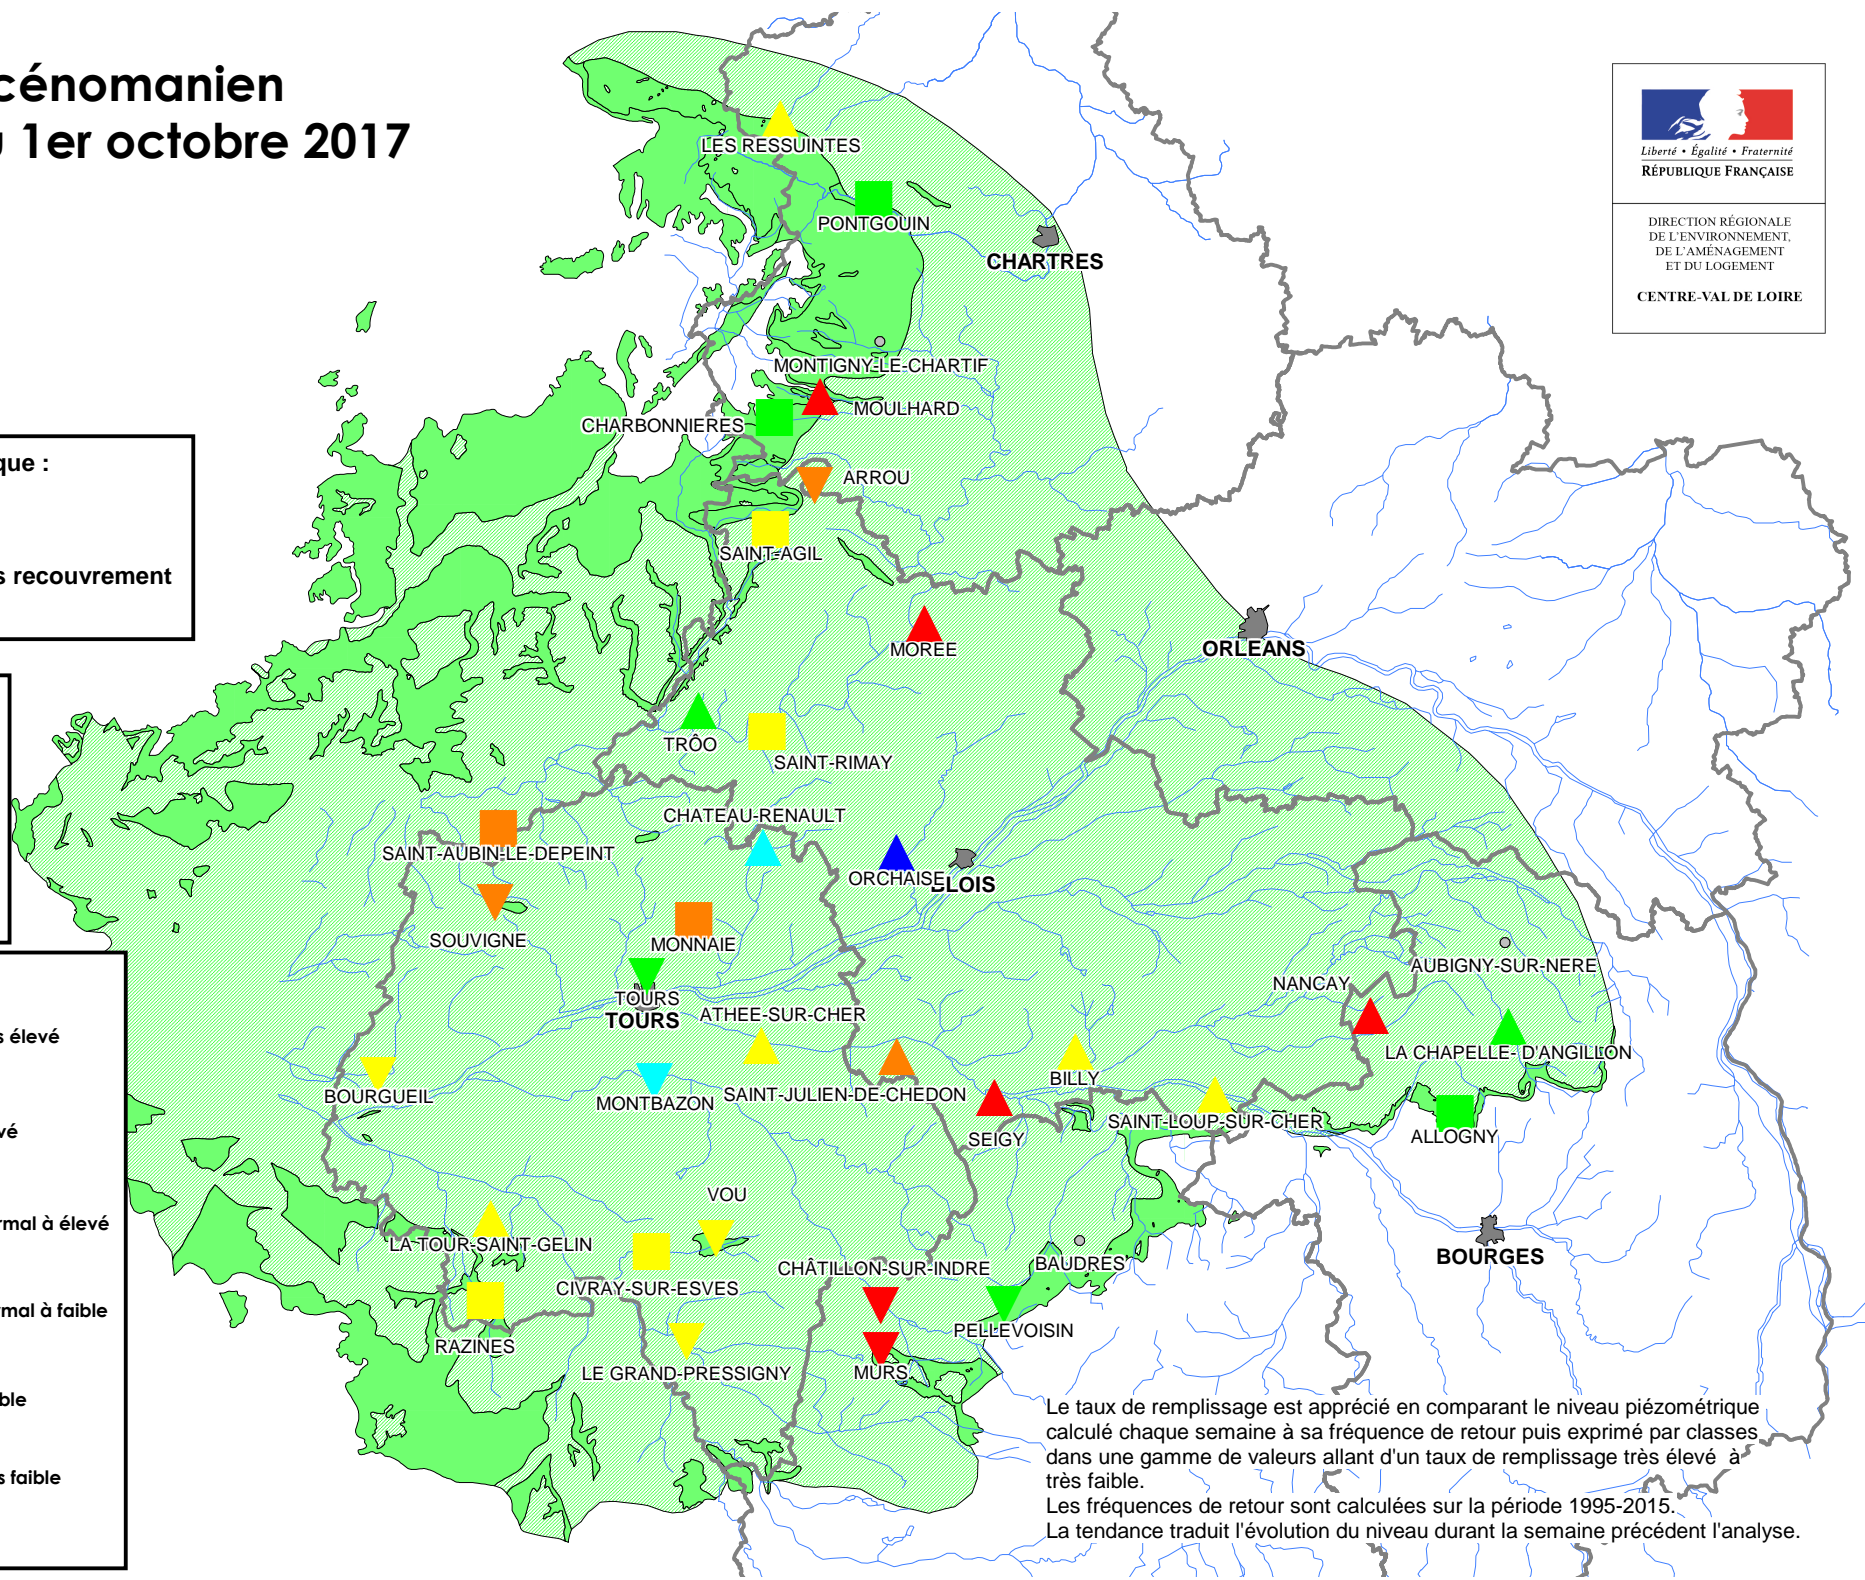 cénomanien
1er octobre 2017
que :
recouvrement
élevé
rmal à élevé
rmal à faible
faible
Liberté • Égalité • Fraternité
RÉPUBLIQUE FRANÇAISE
DIRECTION RÉGIONALE
DE L'ENVIRONNEMENT,
DE L'AMÉNAGEMENT
ET DU LOGEMENT
CENTRE-VAL DE LOIRE
LES RESSUINTES
PONTGOUIN
CHARTRES
MONTIGNY-LE-CHARTIF
MOULHARD
CHARBONNIERES
ARROU
SAINT-AGIL
MOREE
ORLEANS
TRÔO
SAINT-RIMAY
CHATEAU-RENAULT
SAINT-AUBIN-LE-DEPEINT
ORCHAISE
BLOIS
SOUVIGNE
MONNAIE
AUBIGNY-SUR-NERE
NANCAY
TOURS
TOURS
ATHEE-SUR-CHER
LA CHAPELLE- D'ANGILLON
BILLY
BOURGUEIL
MONTBAZON
SAINT-JULIEN-DE-CHEDON
SAINT-LOUP-SUR-CHER
SEIGY
ALLOGNY
VOU
LA TOUR-SAINT-GELIN
BOURGES
BAUDRES
CHÂTILLON-SUR-INDRE
CIVRAY-SUR-ESVES
PELLEVOISIN
RAZINES
LE GRAND-PRESSIGNY
MURS
Le taux de remplissage est apprécié en comparant le niveau piézométrique
calculé chaque semaine à sa fréquence de retour puis exprimé par classes
dans une gamme de valeurs allant d'un taux de remplissage très élevé à
très faible.
Les fréquences de retour sont calculées sur la période 1995-2015.
La tendance traduit l'évolution du niveau durant la semaine précédent l'analyse.